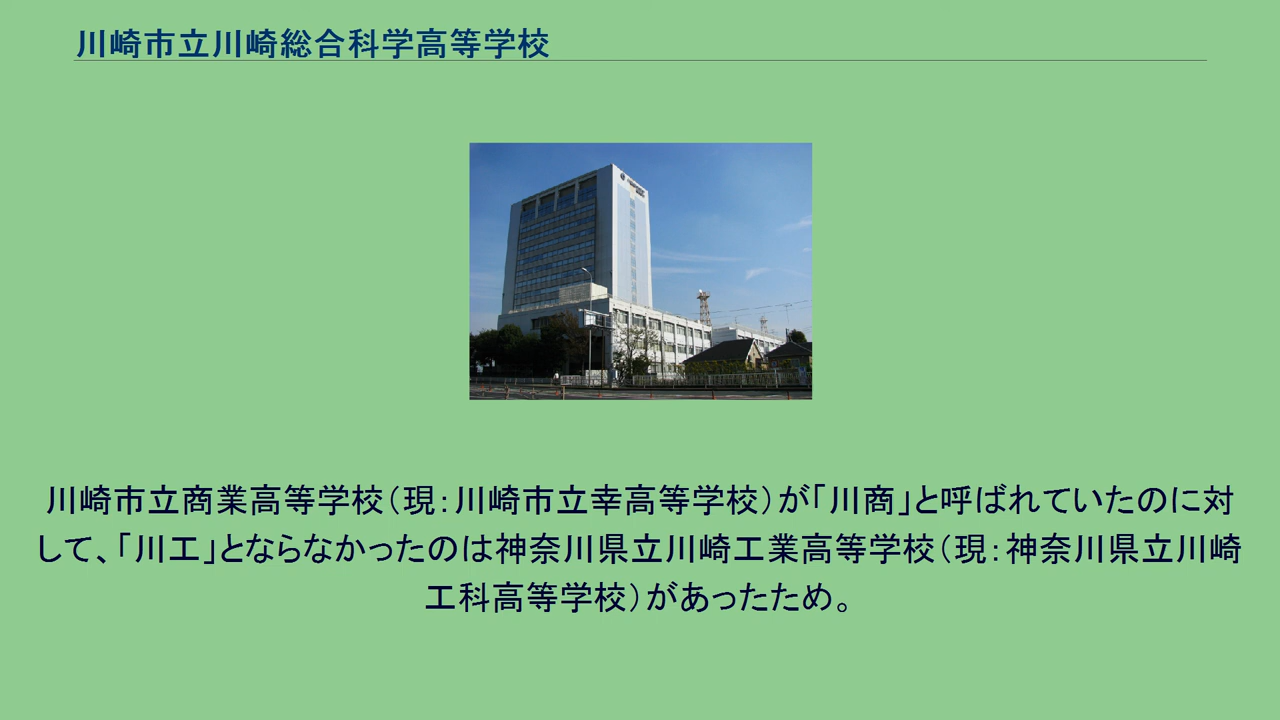 川崎市立川崎総合科学高等学校
川崎市立商業高等学校（現：川崎市立幸高等学校）が「川商」と呼ばれていたのに対
して、「川工」とならなかったのは神奈川県立川崎工業高等学校（現：神奈川県立川崎
工科高等学校）があったため。